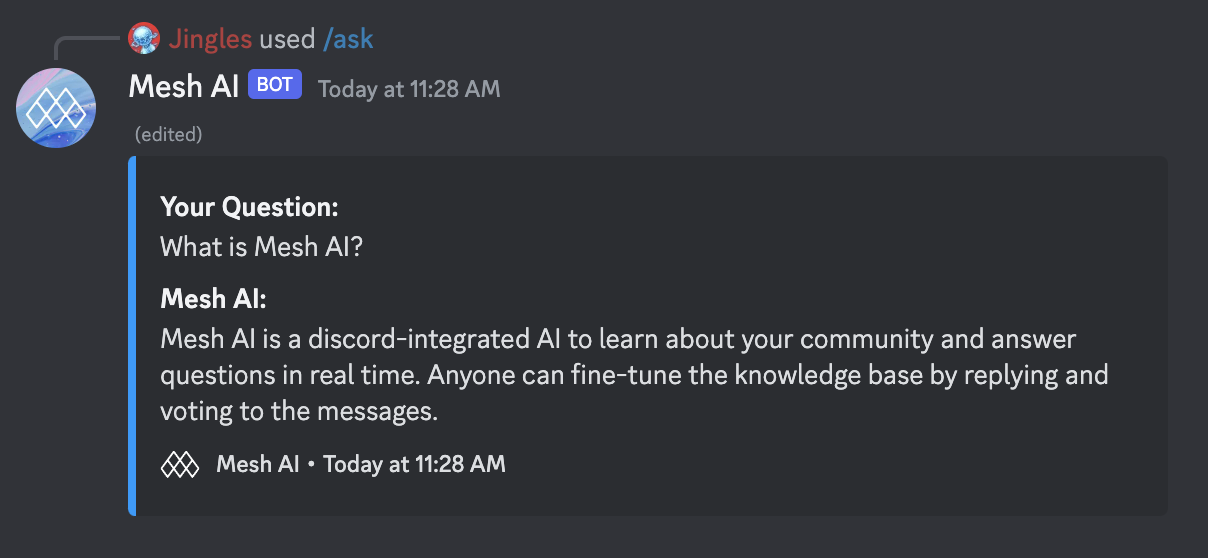 Jingles used /ask
Mesh AI BOT Today at 11:28 AM
(edited)
Your Question:
What is Mesh AI?
Mesh AI:
Mesh AI is a discord-integrated AI to learn about your community and answer
questions in real time. Anyone can fine-tune the knowledge base by replying and
voting to the messages.
Mesh AI • Today at 11:28 AM